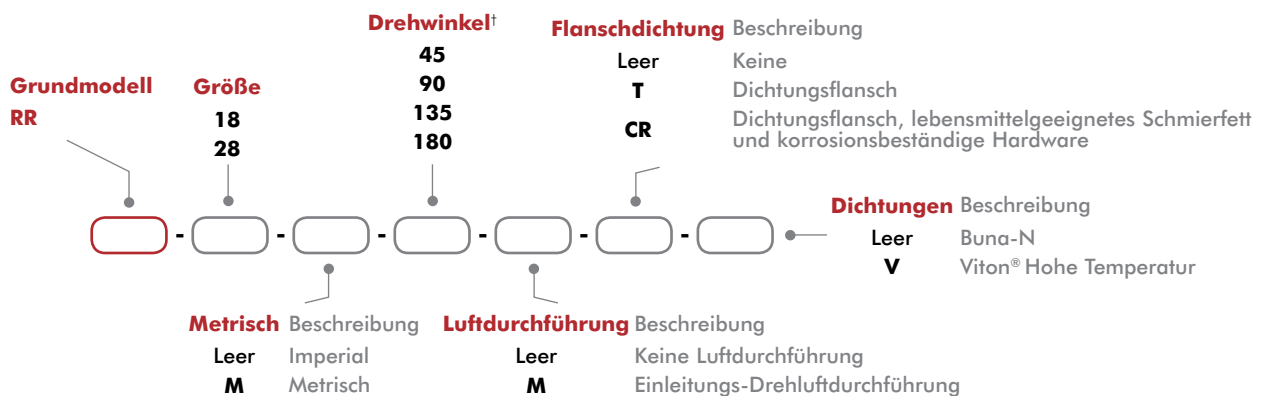 Grundmodell
RR
Größe
18
28
Drehwinkel†
45
90
135
180
Flanschdichtung Beschreibung
Leer Keine
T Dichtungsflansch
CR Dichtungsflansch, lebensmittelgeeignetes Schmierfett
und korrosionsbeständige Hardware
- - - - - -
Dichtungen Beschreibung
Leer Buna-N
V Viton® Hohe Temperatur
Metrisch Beschreibung
Leer Imperial
M Metrisch
Luftdurchführung Beschreibung
Leer Keine Luftdurchführung
M Einleitungs-Drehluftdurchführung